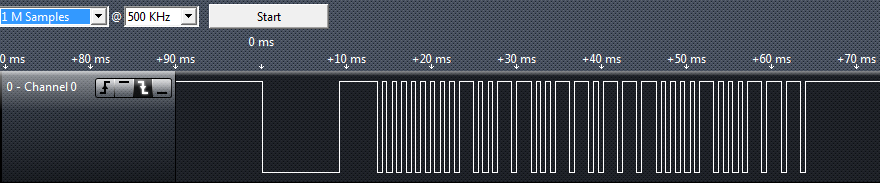 1 M Samples @ 500 KHz Start
0 ms
0 ms +80 ms +90 ms +10 ms +20 ms +30 ms +40 ms +50 ms +60 ms +70 ms
0 - Channel 0